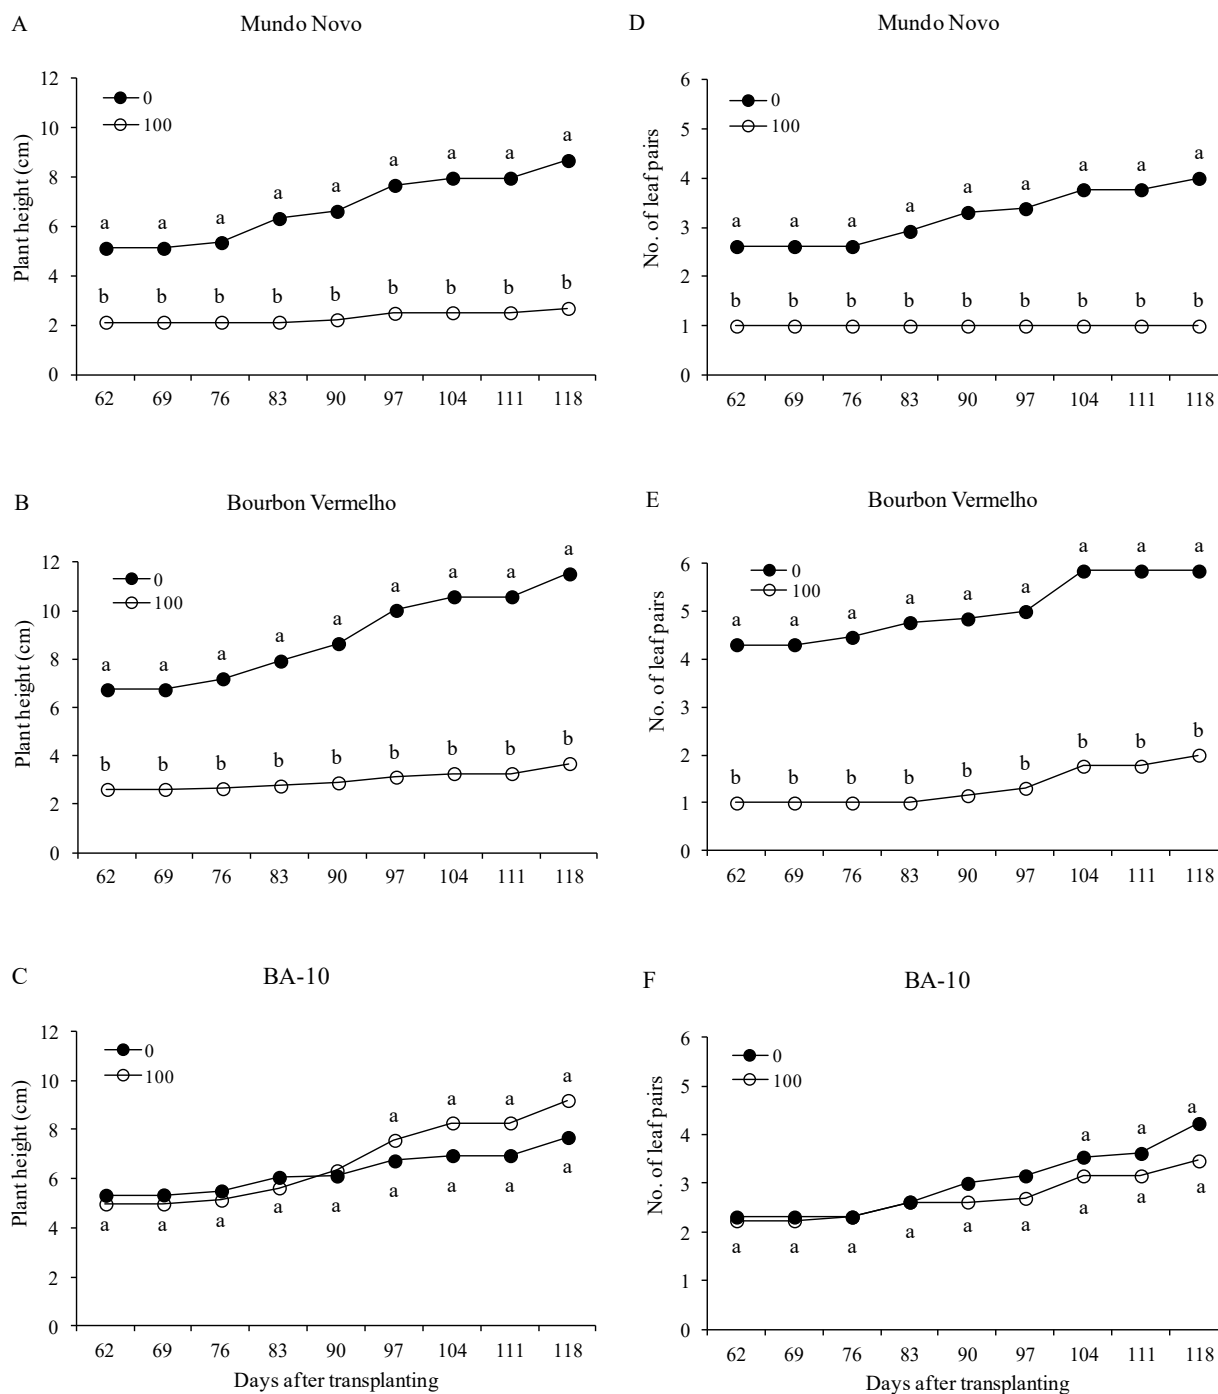 A
Mundo Novo
12
10
8
6
4
2
0
Plant height (cm)
0
100
a a a a a a a a a
b b b b b b b b b
62 69 76 83 90 97 104 111 118
D
Mundo Novo
6
5
4
3
2
1
0
No. of leaf pairs
0
100
a a a a a a a a a
b b b b b b b b b
62 69 76 83 90 97 104 111 118
B
Bourbon Vermelho
12
10
8
6
4
2
0
Plant height (cm)
0
100
a a a a a a a a a
b b b b b b b b b
62 69 76 83 90 97 104 111 118
E
Bourbon Vermelho
6
5
4
3
2
1
0
No. of leaf pairs
0
100
a a a a a a a a a
b b b b b b b b b
62 69 76 83 90 97 104 111 118
C
BA-10
12
10
8
6
4
2
0
Plant height (cm)
0
100
a a a a
a a a a a a a a a
62 69 76 83 90 97 104 111 118
Days after transplanting
F
BA-10
6
5
4
3
2
1
0
No. of leaf pairs
0
100
a a a
a a a a a a a a a
62 69 76 83 90 97 104 111 118
Days after transplanting